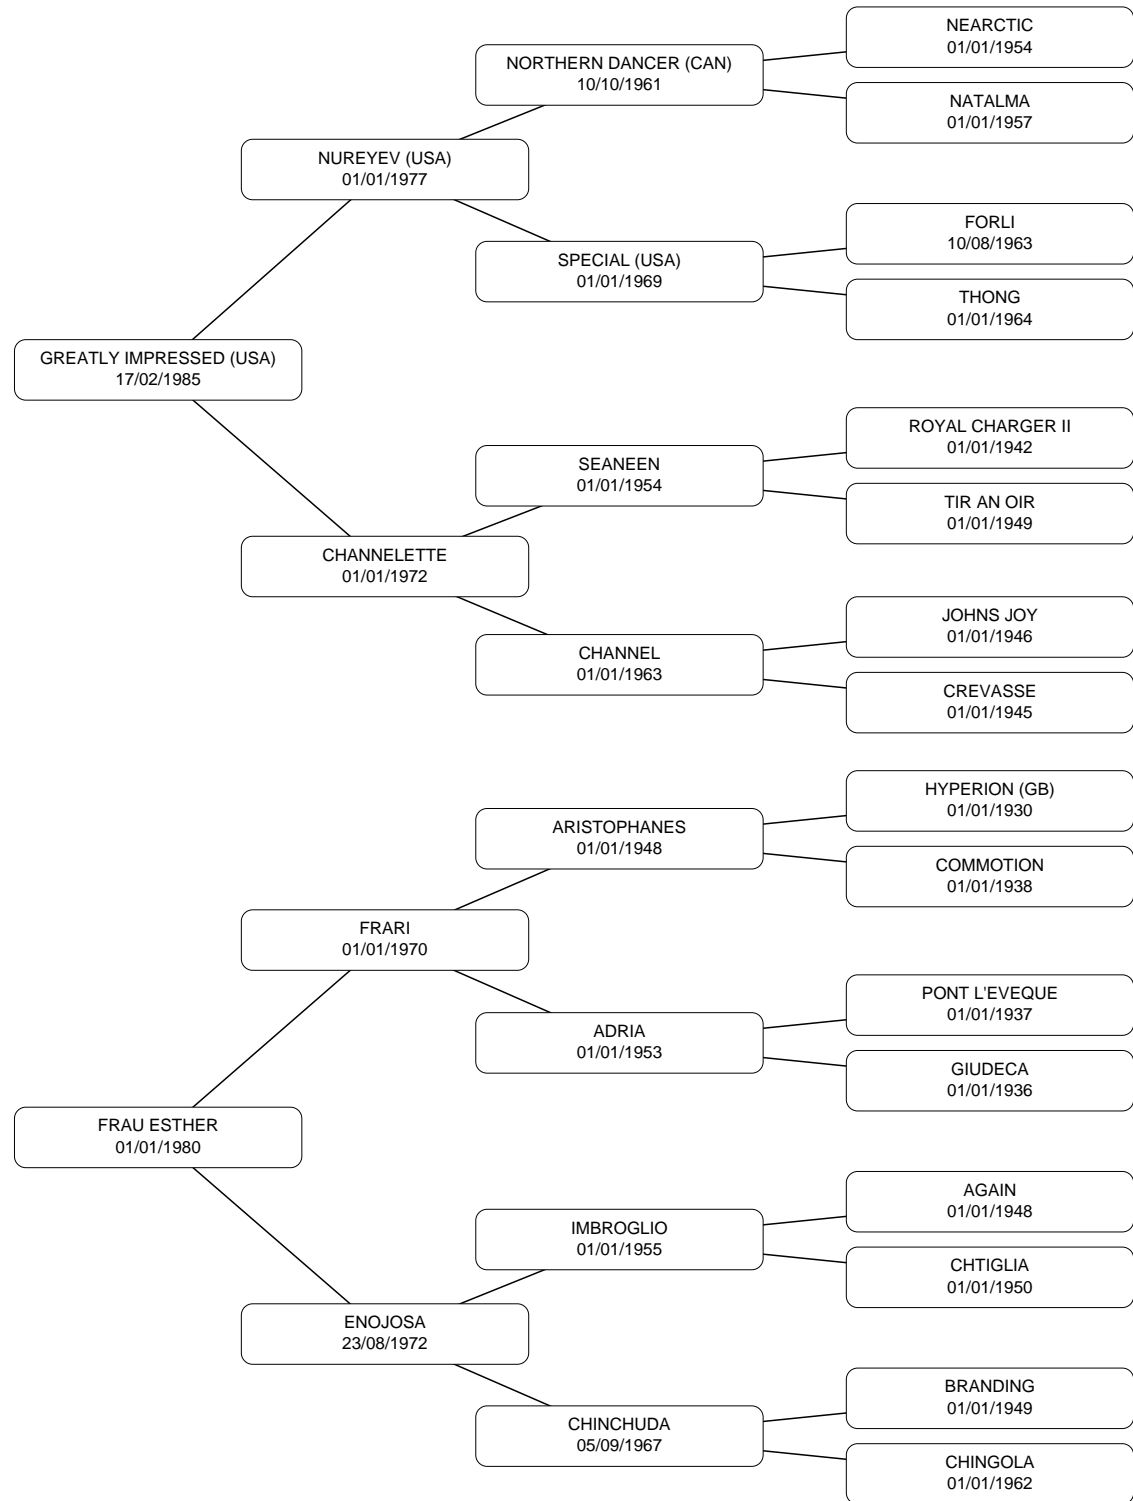 NEARCTIC
01/01/1954
NORTHERN DANCER (CAN)
10/10/1961
NATALMA
01/01/1957
NUREYEV (USA)
01/01/1977
FORLI
10/08/1963
SPECIAL (USA)
01/01/1969
THONG
01/01/1964
GREATLY IMPRESSED (USA)
17/02/1985
ROYAL CHARGER II
01/01/1942
SEANEEN
01/01/1954
TIR AN OIR
01/01/1949
CHANNELETTE
01/01/1972
JOHNS JOY
01/01/1946
CHANNEL
01/01/1963
CREVASSE
01/01/1945
HYPERION (GB)
01/01/1930
ARISTOPHANES
01/01/1948
COMMOTION
01/01/1938
FRARI
01/01/1970
PONT L'EVEQUE
01/01/1937
ADRIA
01/01/1953
GIUDECA
01/01/1936
FRAU ESTHER
01/01/1980
AGAIN
01/01/1948
IMBROGLIO
01/01/1955
CHTIGLIA
01/01/1950
ENOJOSA
23/08/1972
BRANDING
01/01/1949
CHINCHUDA
05/09/1967
CHINGOLA
01/01/1962